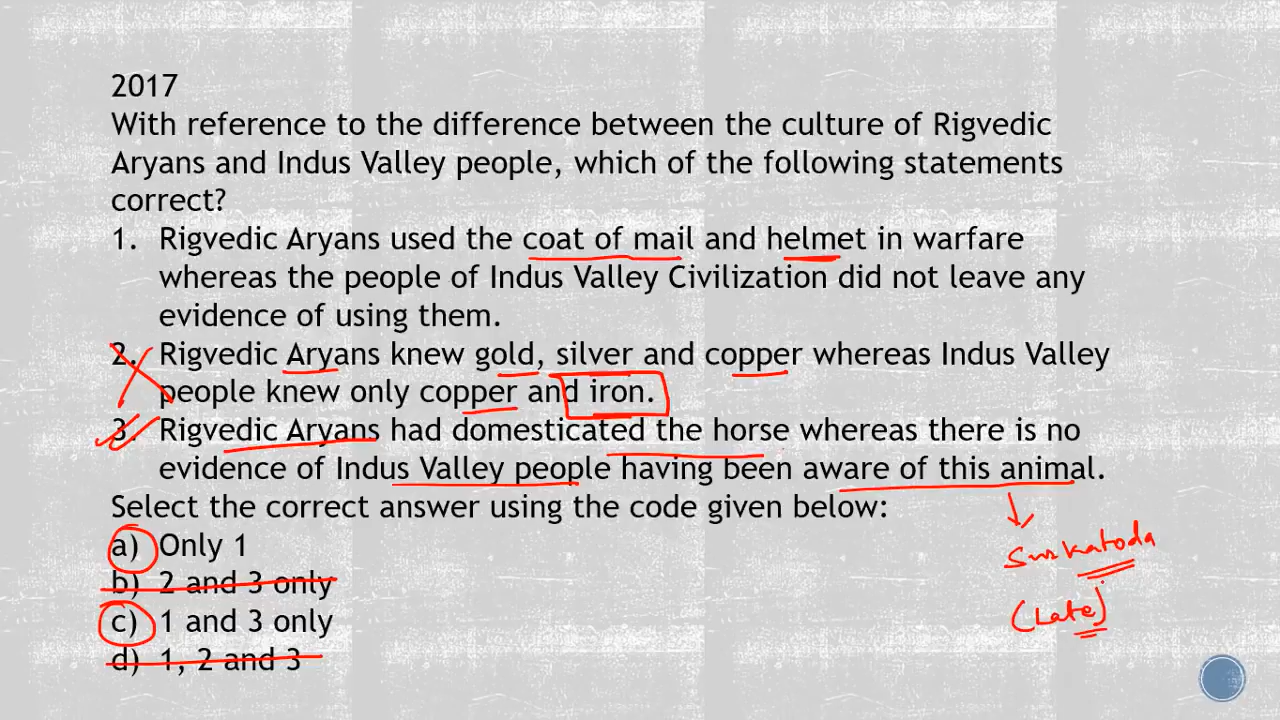 2017
With reference to the difference between the culture of Rigvedic
Aryans and Indus Valley people, which of the following statements
correct?
1. Rigvedic Aryans used the coat of mail and helmet in warfare
whereas the people of Indus Valley Civilization did not leave any
evidence of using them.
2. Rigvedic Aryans knew gold, silver and copper whereas Indus Valley
people knew only copper and iron.
3. Rigvedic Aryans had domesticated the horse whereas there is no
evidence of Indus Valley people having been aware of this animal.
Select the correct answer using the code given below:
a) Only 1
b) 2 and 3 only
c) 1 and 3 only
d) 1, 2 and 3
Surkatoda
(Late)